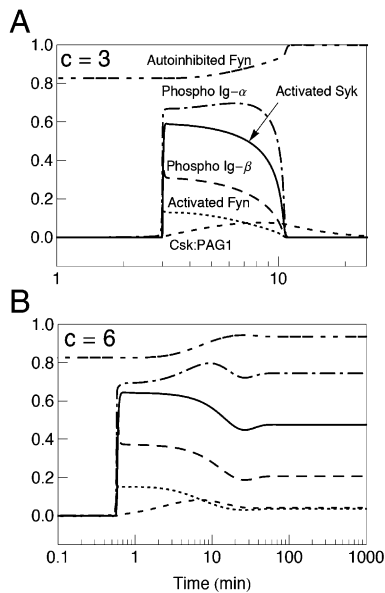 A
c = 3
1.0
0.8
0.6
0.4
0.2
0.0
Autoinhibited Fyn
Phospho Ig-α
Activated Syk
Phospho Ig-β
Activated Fyn
Csk:PAG1
1
10
B
c = 6
1.0
0.8
0.6
0.4
0.2
0.0
0.1
1
10
100
1000
Time (min)